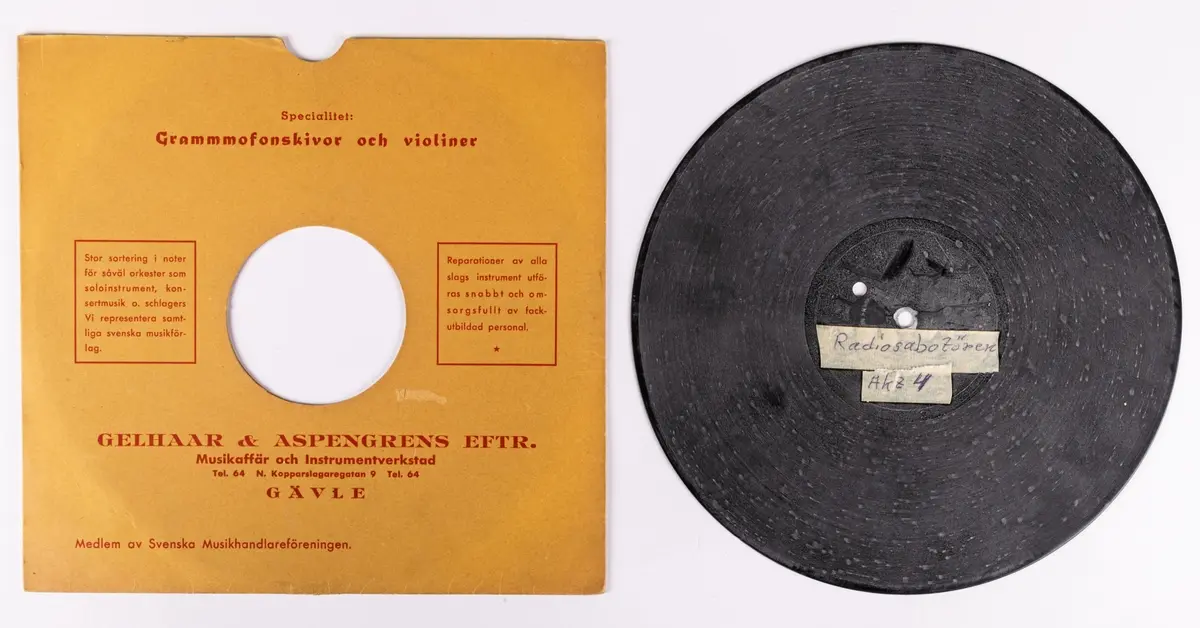 Specialitet:
Grammmofonskivor och violiner
Stor sortering i noter
för såväl orkester som
soloinstrument, kon-
sertmusik o. schlagers
Vi representera samt-
liga svenska musikför-
lag.
Reparationer av alla
slags instrument utfö-
ras snabbt och om-
sorgsfullt av fack-
utbildad personal.
GELHAAR & ASPENGRENS EFTR.
Musikaffär och Instrumentverkstad
Tel. 64 N. Kopparslagaregatan 9 Tel. 64
GÄVLE
Medlem av Svenska Musikhandlareföreningen.
Radiosabotören
Akt 4